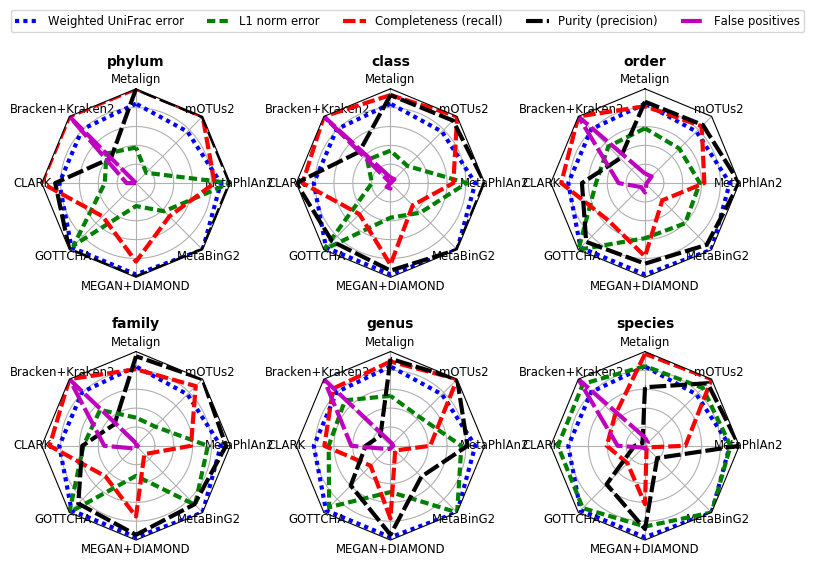 Weighted UniFrac error L1 norm error Completeness (recall) Purity (precision) False positives
phylum class order
Metalign Metalign Metalign
Bracken+Kraken2 mOTUs2 Bracken+Kraken2 mOTUs2 Bracken+Kraken2 mOTUs2
CLARK MetaPhlAn2 CLARK MetaPhlAn2 CLARK MetaPhlAn2
GOTTCHA MetaBinG2 GOTTCHA MetaBinG2 GOTTCHA MetaBinG2
MEGAN+DIAMOND MEGAN+DIAMOND MEGAN+DIAMOND
family genus species
Metalign Metalign Metalign
Bracken+Kraken2 mOTUs2 Bracken+Kraken2 mOTUs2 Bracken+Kraken2 mOTUs2
CLARK MetaPhlAn2 CLARK MetaPhlAn2 CLARK MetaPhlAn2
GOTTCHA MetaBinG2 GOTTCHA MetaBinG2 GOTTCHA MetaBinG2
MEGAN+DIAMOND MEGAN+DIAMOND MEGAN+DIAMOND